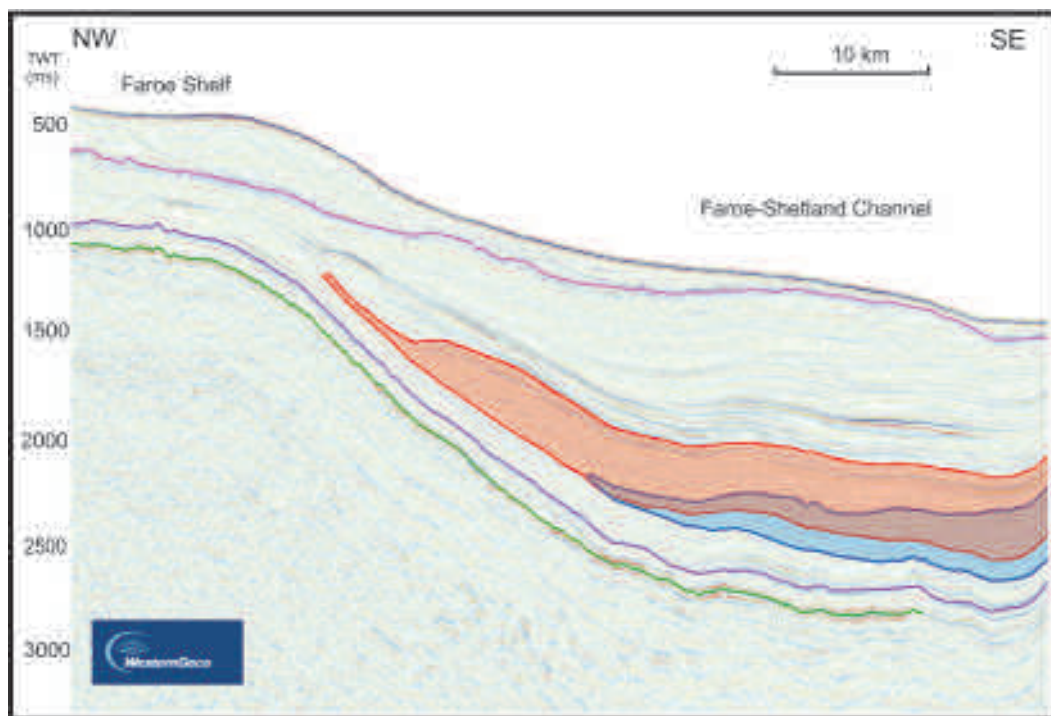 NW
SE
TWT
(ms)
10 km
Faroe Shelf
500
Faroe-Shetland Channel
1000
1500
2000
2500
3000
WesternGeco